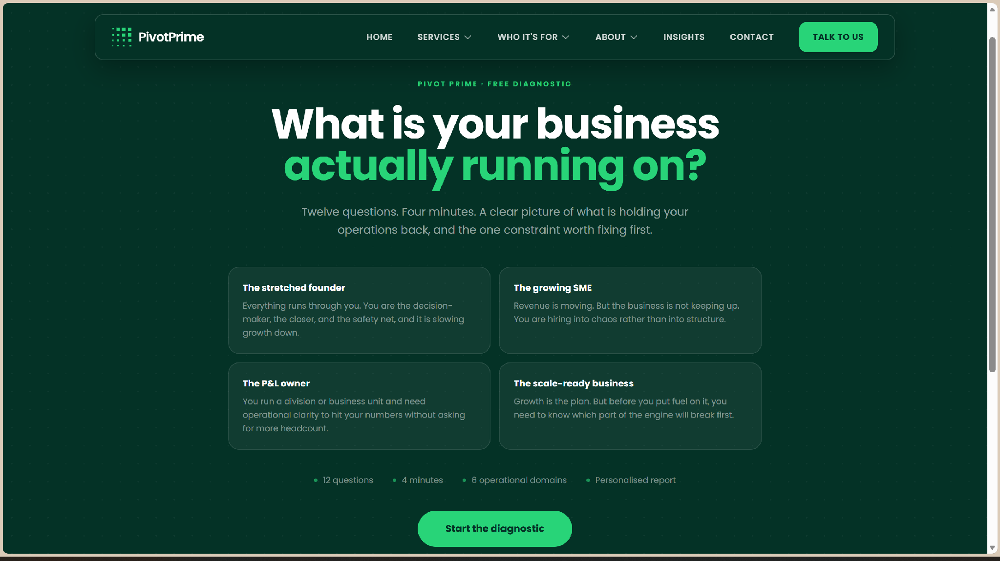 PivotPrime
HOME
SERVICES
WHO IT'S FOR
ABOUT
INSIGHTS
CONTACT
TALK TO US
PIVOT PRIME · FREE DIAGNOSTIC
What is your business
actually running on?
Twelve questions. Four minutes. A clear picture of what is holding your
operations back, and the one constraint worth fixing first.
The stretched founder
Everything runs through you. You are the decision-
maker, the closer, and the safety net, and it is slowing
growth down.
The growing SME
Revenue is moving. But the business is not keeping up.
You are hiring into chaos rather than into structure.
The P&L owner
You run a division or business unit and need
operational clarity to hit your numbers without asking
for more headcount.
The scale-ready business
Growth is the plan. But before you put fuel on it, you
need to know which part of the engine will break first.
12 questions
4 minutes
6 operational domains
Personalised report
Start the diagnostic